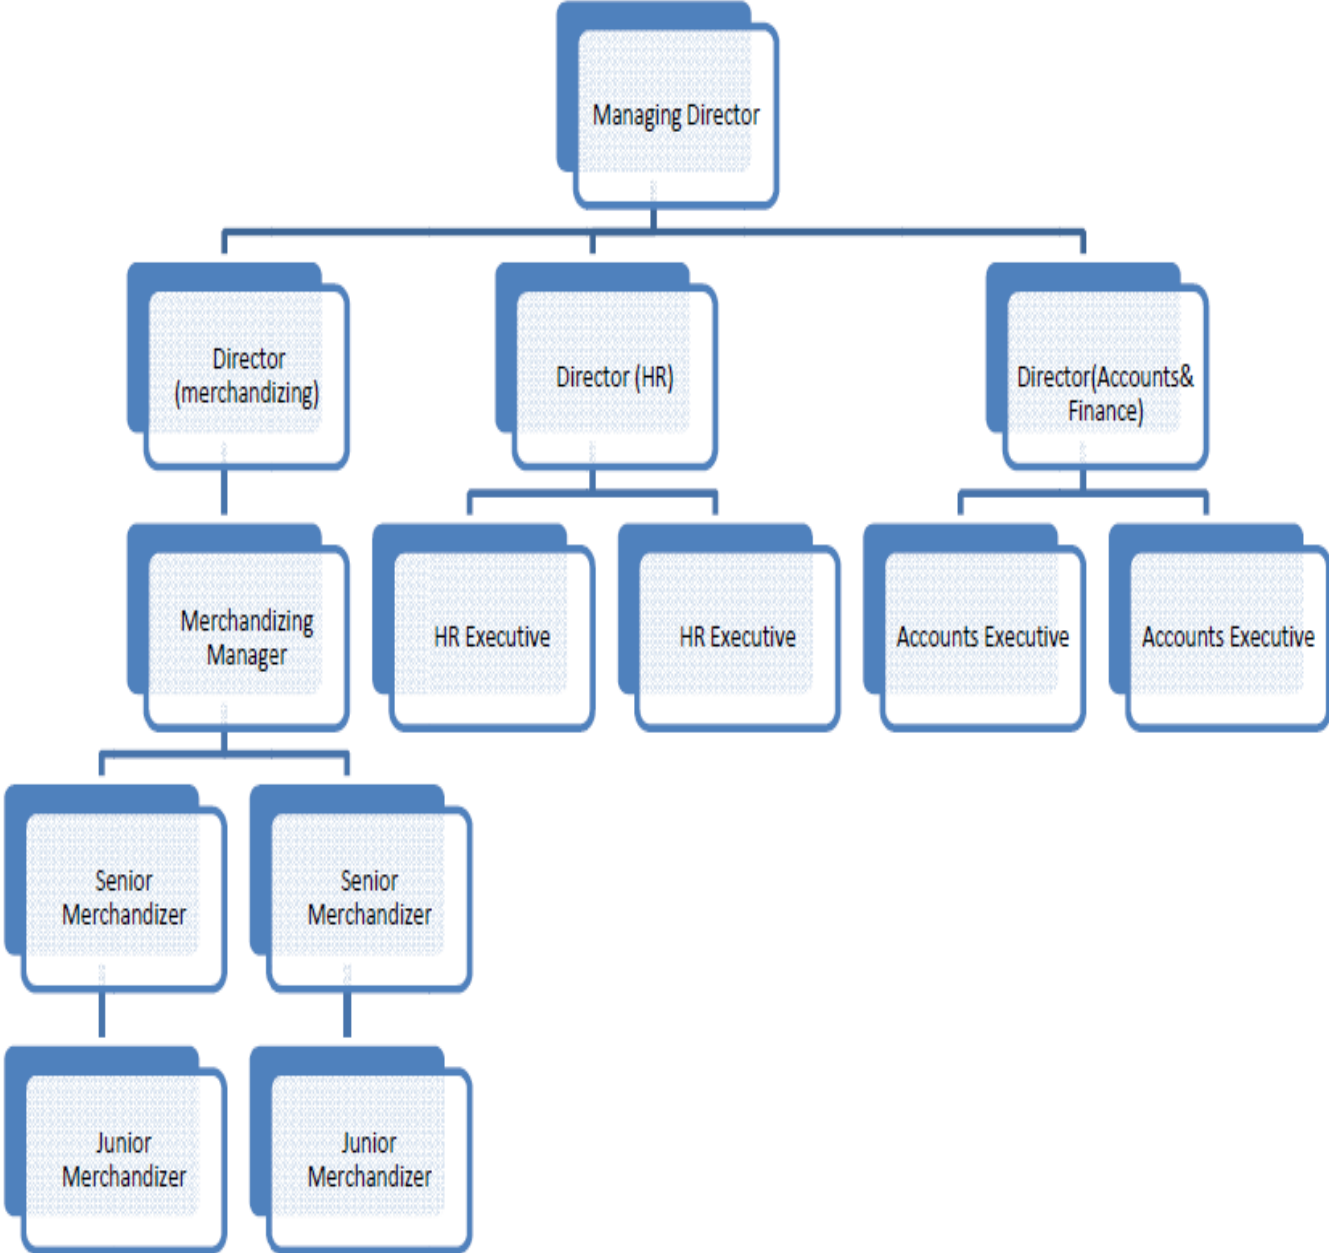 Managing Director
Director
(merchandizing)
Director (HR)
Director(Accounts&
Finance)
Merchandizing
Manager
HR Executive
HR Executive
Accounts Executive
Accounts Executive
Senior
Merchandizer
Senior
Merchandizer
Junior
Merchandizer
Junior
Merchandizer